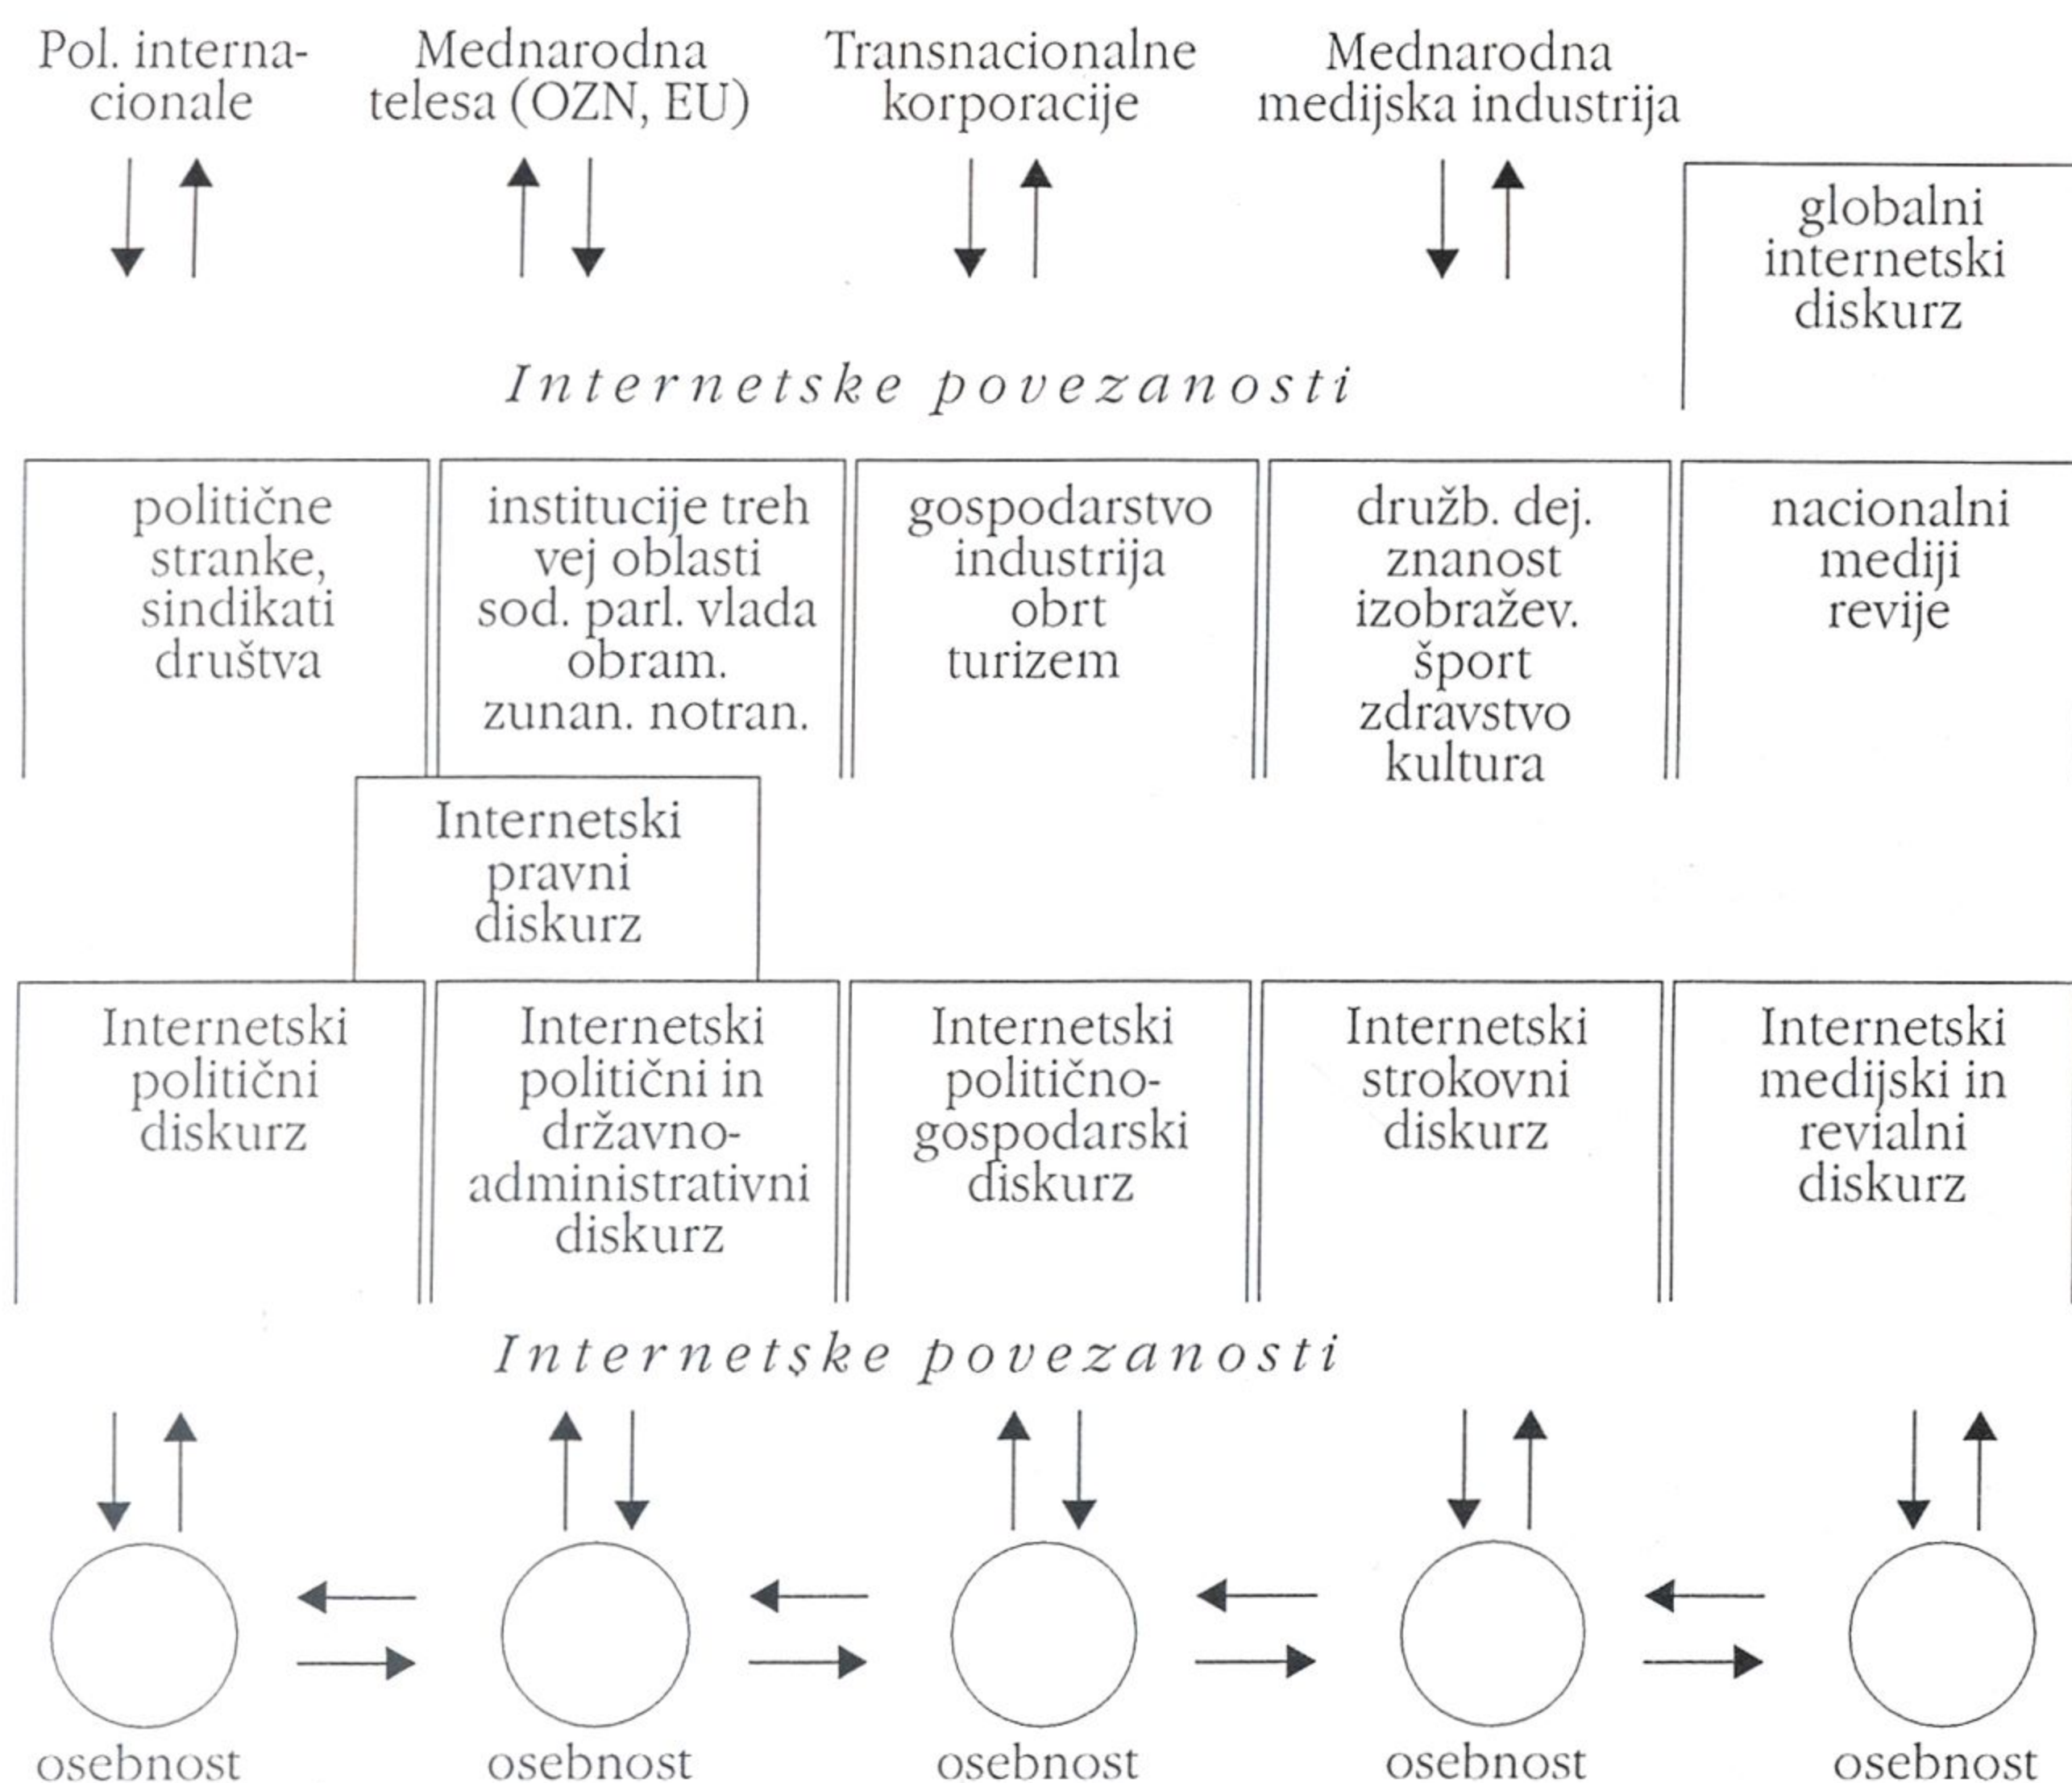 Pol. interna-
cionale
Mednarodna
telesa (OZN, EU)
Transnacionalne
korporacije
Mednarodna
medijska industrija
globalni
internetski
diskurz
Internetske povezanosti
politične
stranke,
sindikati
društva
institucije treh
vej oblasti
sod. parl. vlada
obram.
zunan. notran.
gospodarstvo
industrija
obrt
turizem
družb. dej.
znanost
izobražev.
šport
zdravstvo
kultura
nacionalni
mediji
revije
Internetski
pravni
diskurz
Internetski
politični
diskurz
Internetski
politični in
državno-
administrativni
diskurz
Internetski
politično-
gospodarski
diskurz
Internetski
strokovni
diskurz
Internetski
medijski in
revialni
diskurz
Internetske povezanosti
osebnost
osebnost
osebnost
osebnost
osebnost